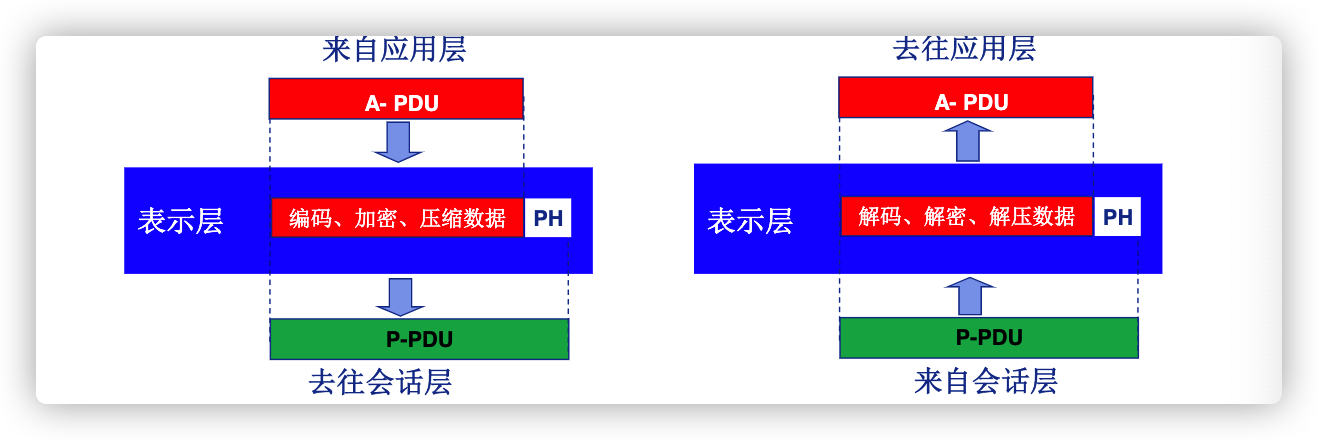 来自应用层
A- PDU
表示层
编码、加密、压缩数据
PH
P-PDU
去往会话层
去往应用层
A- PDU
表示层
解码、解密、解压数据
PH
P-PDU
来自会话层